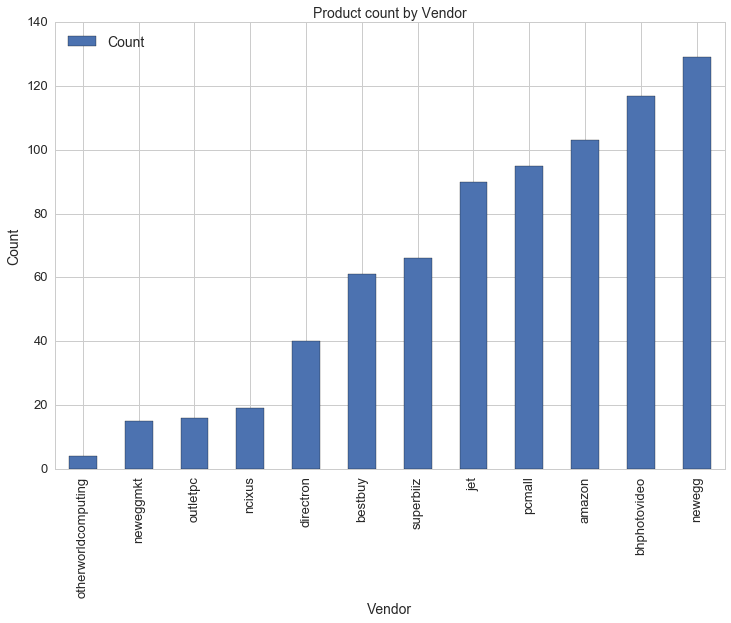 Product count by Vendor
Count
140
120
100
80
60
40
20
0
Count
otherworldcomputing
neweggmkt
outletpc
ncixus
directron
bestbuy
superbiiz
jet
pcmall
amazon
bhphotovideo
newegg
Vendor